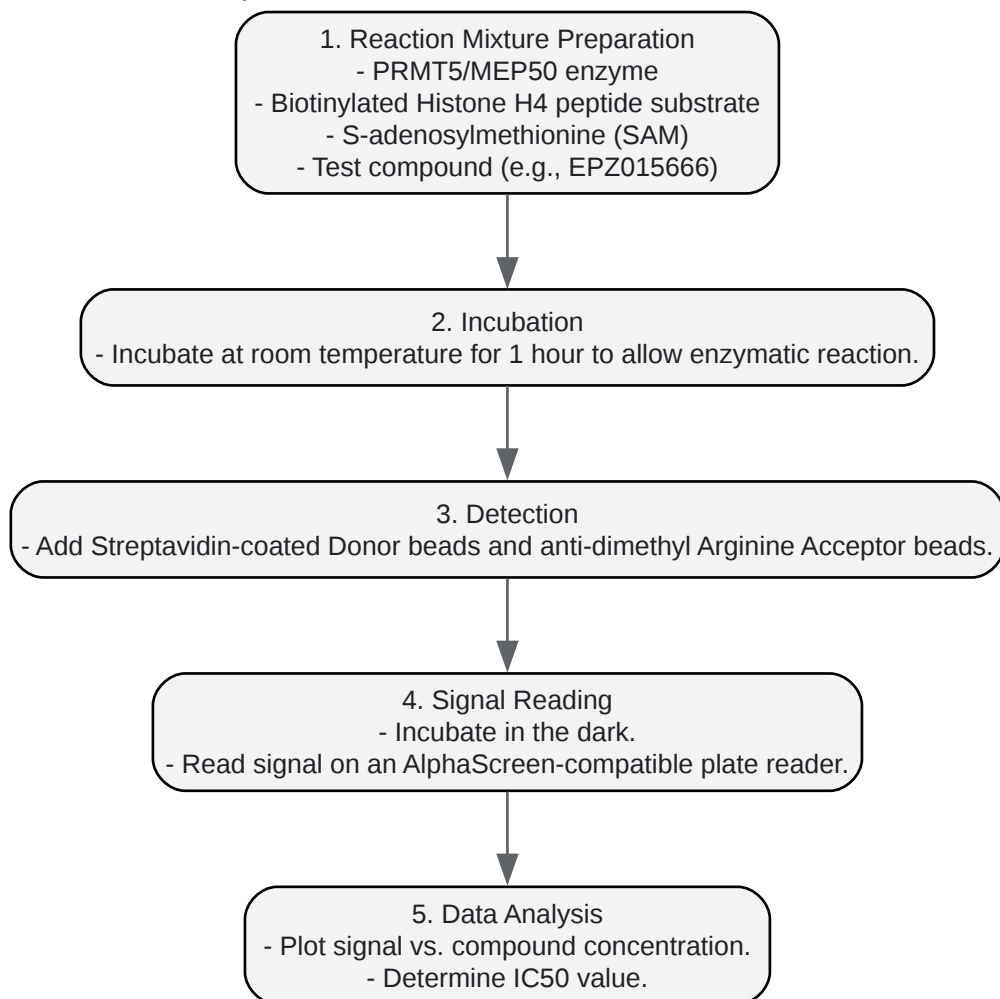 1. Reaction Mixture Preparation
- PRMT5/MEP50 enzyme
- Biotinylated Histone H4 peptide substrate
- S-adenosylmethionine (SAM)
- Test compound (e.g., EPZ015666)
2. Incubation
- Incubate at room temperature for 1 hour to allow enzymatic reaction.
3. Detection
- Add Streptavidin-coated Donor beads and anti-dimethyl Arginine Acceptor beads.
4. Signal Reading
- Incubate in the dark.
- Read signal on an AlphaScreen-compatible plate reader.
5. Data Analysis
- Plot signal vs. compound concentration.
- Determine IC50 value.